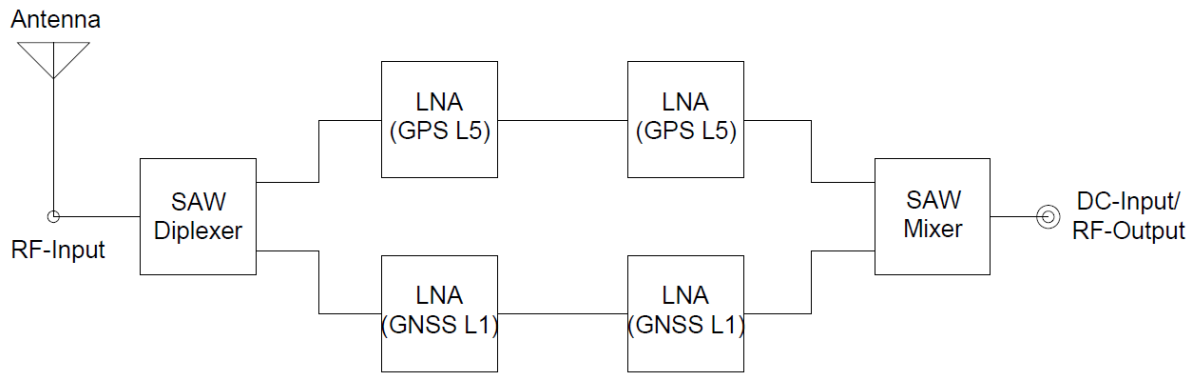 Antenna
RF-Input
SAW
Diplexer
LNA
(GPS L5)
LNA
(GPS L5)
LNA
(GNSS L1)
LNA
(GNSS L1)
SAW
Mixer
DC-Input/
RF-Output